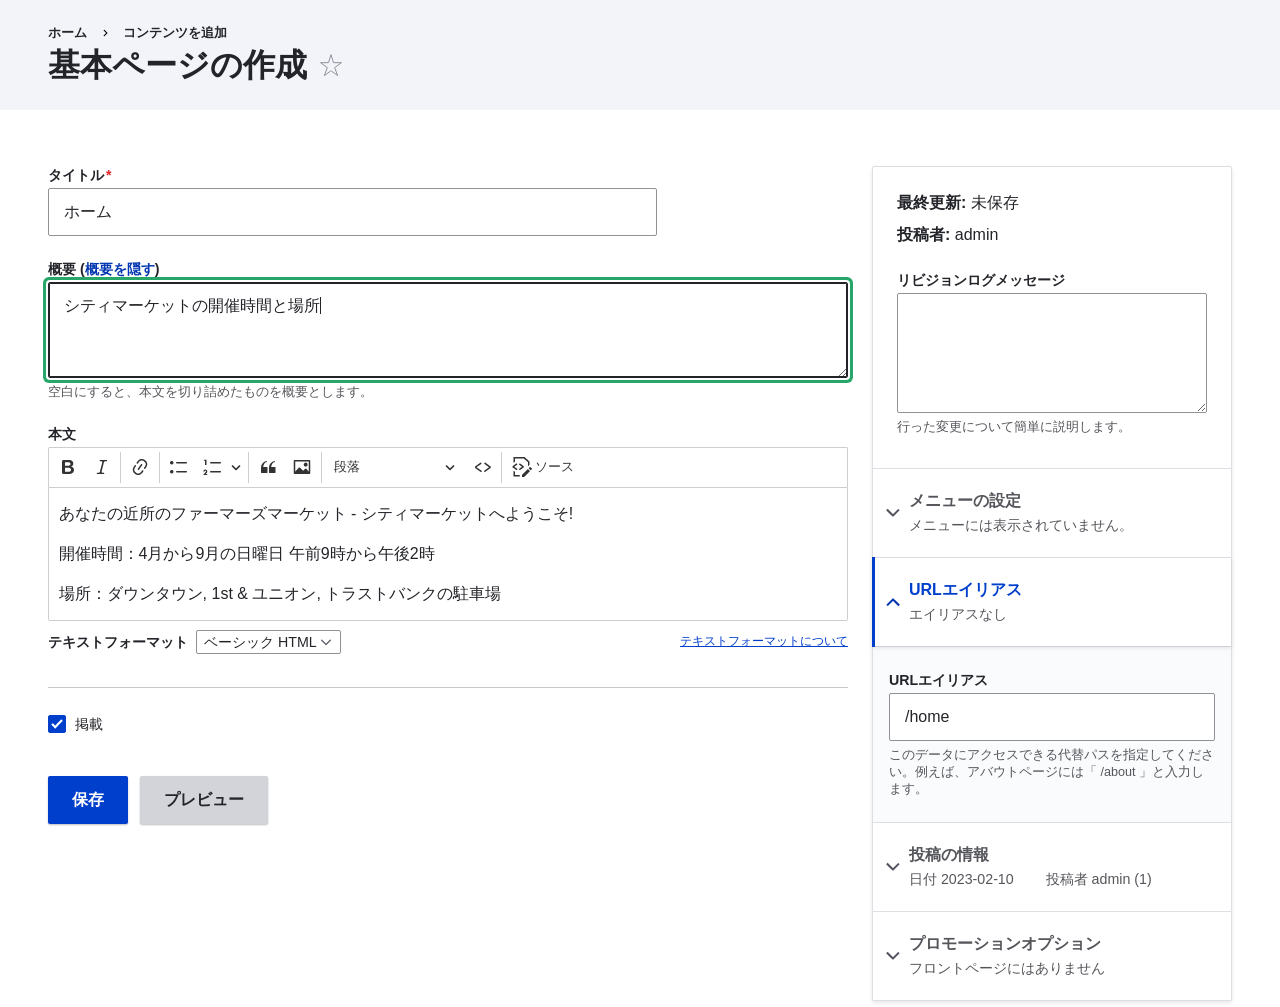 ホーム › コンテンツを追加
基本ページの作成
タイトル*
ホーム
概要 (概要を隠す)
シティマーケットの開催時間と場所
空白にすると、本文を切り詰めたものを概要とします。
本文
B I 段落 ソース
あなたの近所のファーマーズマーケット - シティマーケットへようこそ!
開催時間：4月から9月の日曜日 午前9時から午後2時
場所：ダウンタウン, 1st & ユニオン, トラストバンクの駐車場
テキストフォーマット ベーシック HTML テキストフォーマットについて
掲載
保存 プレビュー
最終更新: 未保存
投稿者: admin
リビジョンログメッセージ
行った変更について簡単に説明します。
メニューの設定
メニューには表示されていません。
URLエイリアス
エイリアスなし
URLエイリアス
/home
このデータにアクセスできる代替パスを指定してくださ
い。例えば、アバウトページには「 /about 」と入力し
ます。
投稿の情報
日付 2023-02-10 投稿者 admin (1)
プロモーションオプション
フロントページにはありません